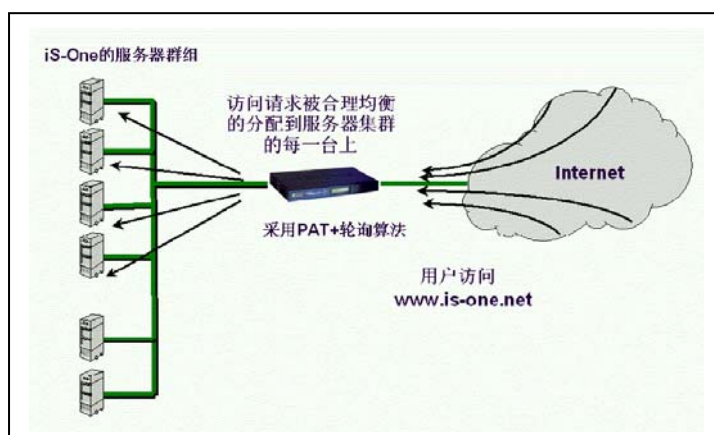 iS-One的服务器群组
访问请求被合理均衡
的分配到服务器集群
的每一台上
Internet
采用PAT+轮询算法
用户访问
www.is-one.net